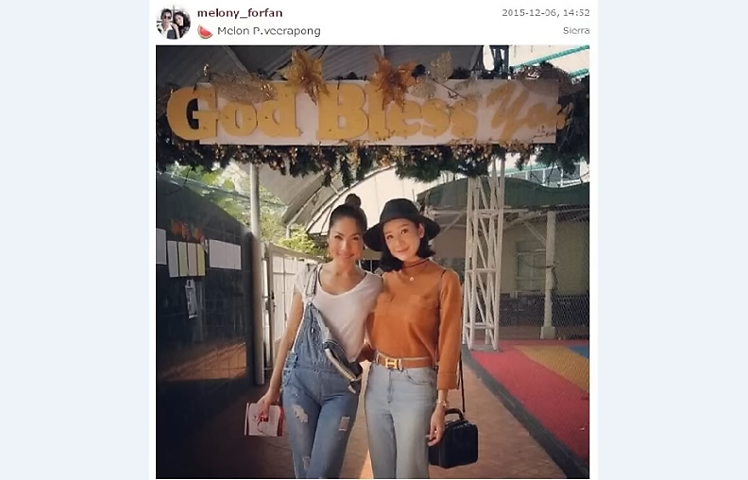 melony_forfan
2015-12-06, 14:52
Melon P.veerapong
Sierra
God Bless You